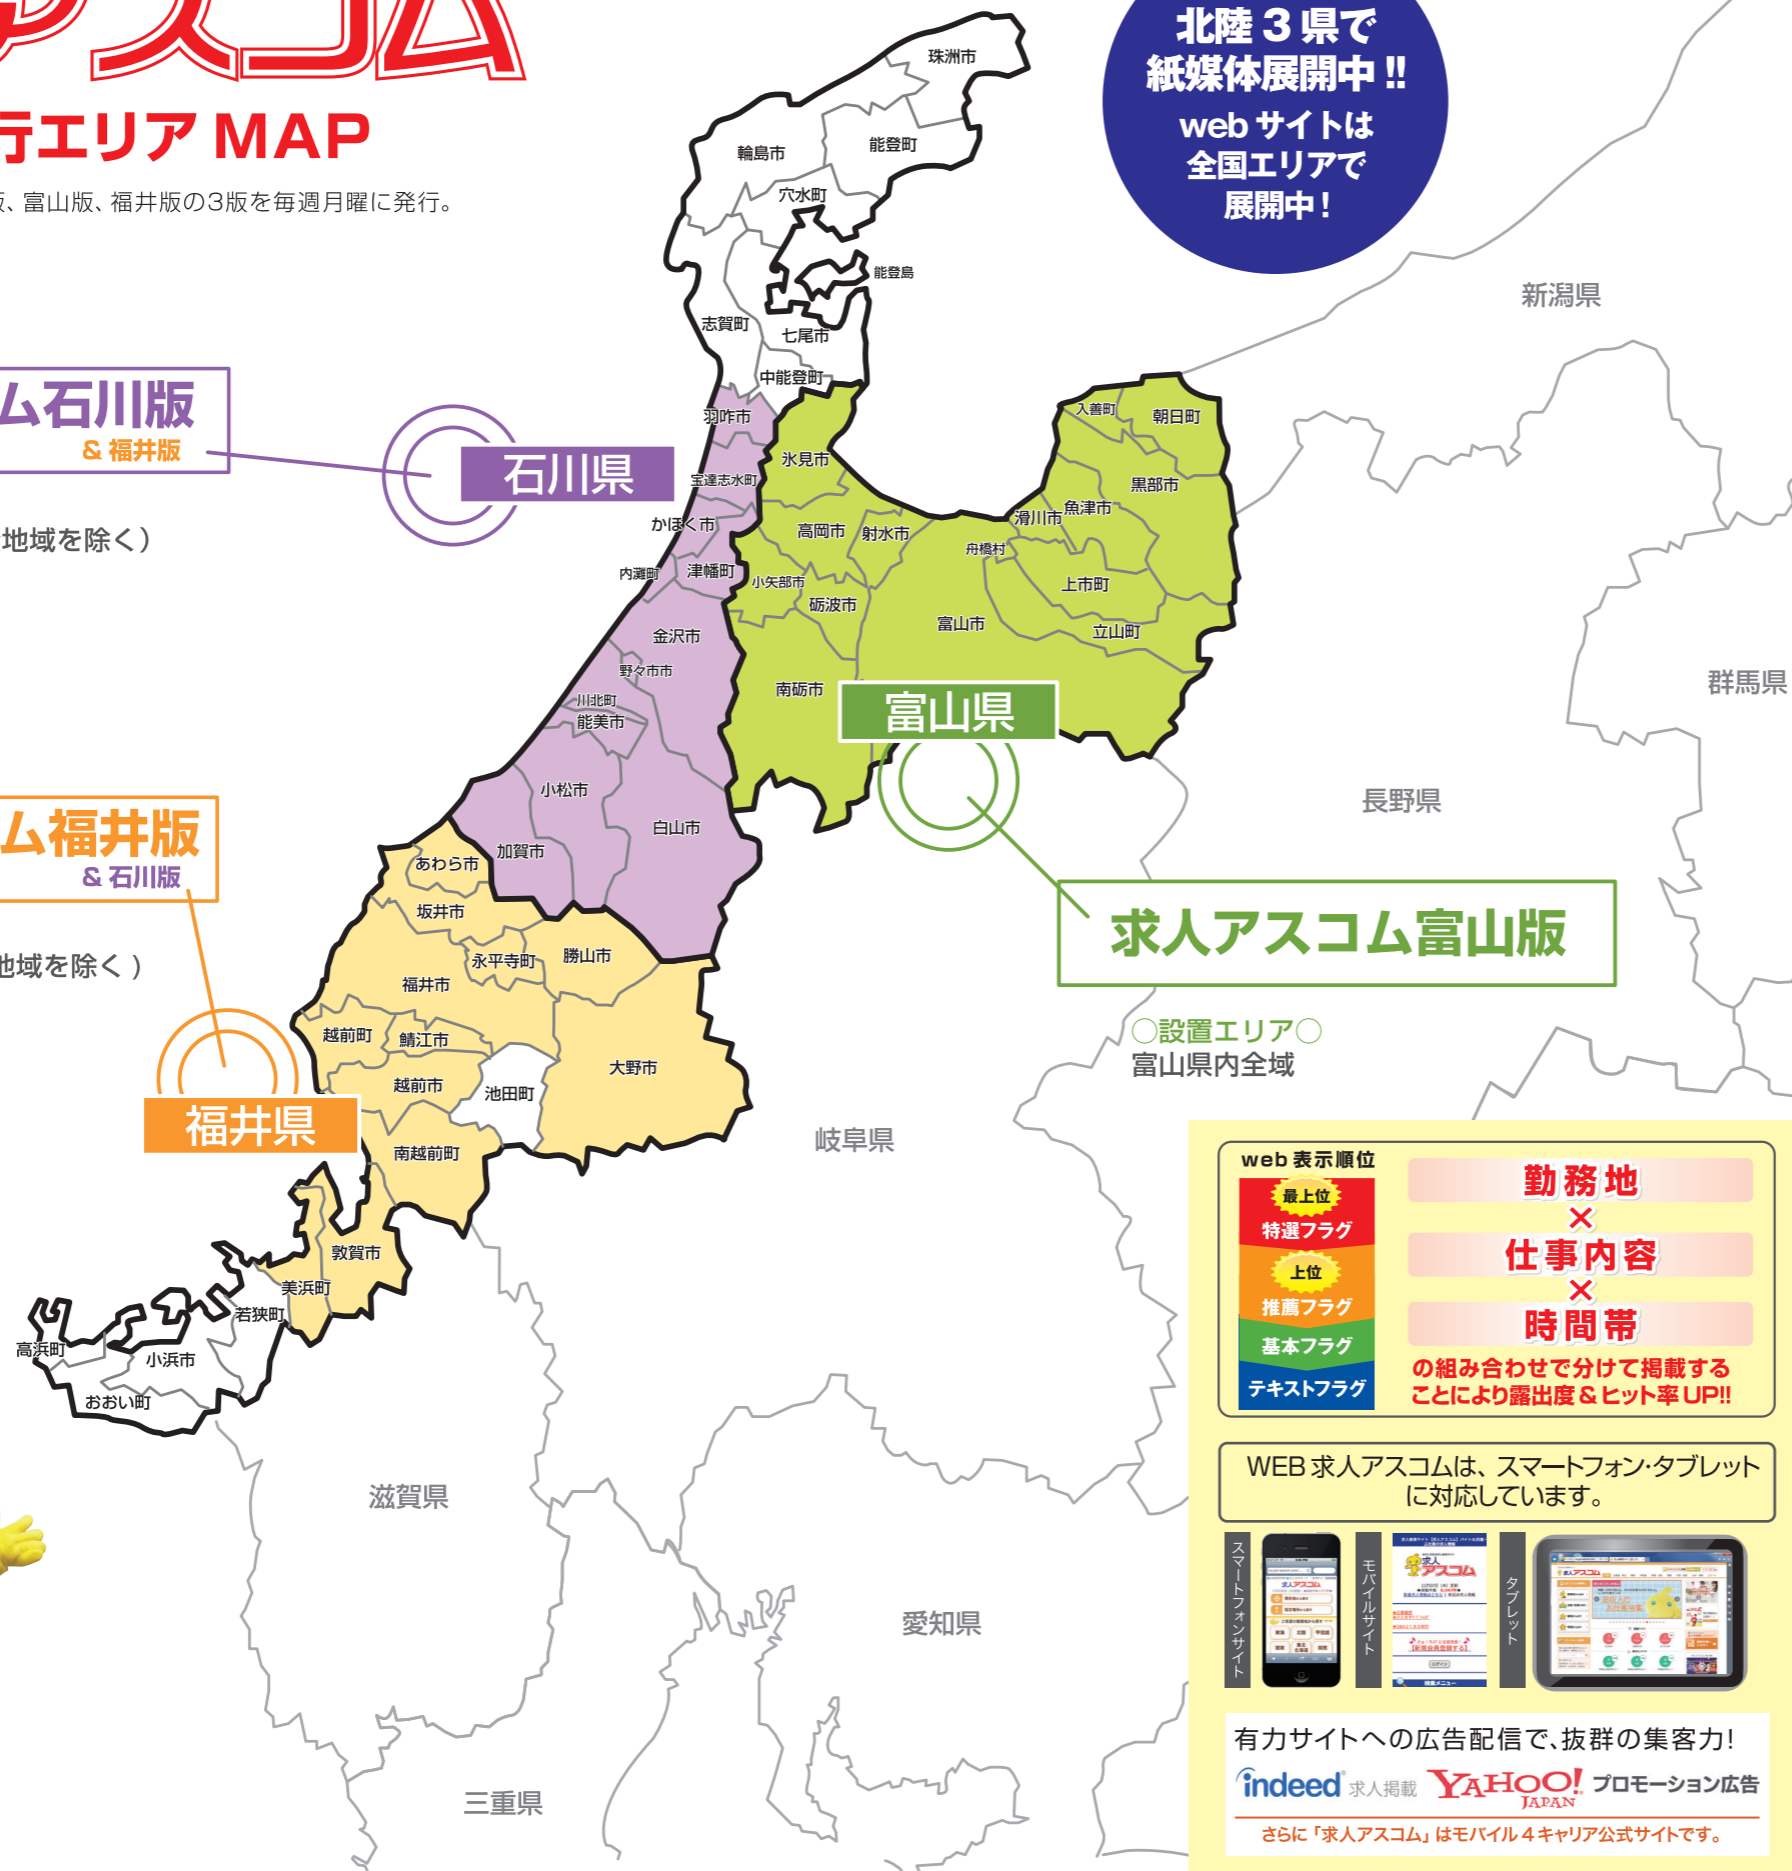 アスコム
行エリア MAP
版、富山版、福井版の3版を毎週月曜に発行。
北陸 3 県で
紙媒体展開中 !!
web サイトは
全国エリアで
展開中 !
珠洲市
輪島市
能登町
穴水町
能登島
志賀町
七尾市
中能登町
新潟県
ム石川版
& 福井版
石川県
地域を除く）
羽咋市
宝達志水町
かほく市
内灘町
津幡町
金沢市
野々市市
川北町
能美市
小松市
加賀市
白山市
入善町
朝日町
氷見市
黒部市
魚津市
滑川市
高岡市
射水市
舟橋村
小矢部市
砺波市
上市町
富山市
立山町
南砺市
富山県
群馬県
長野県
求人アスコム富山版
○設置エリア○
富山県内全域
ム福井版
& 石川版
地域を除く )
福井県
あわら市
坂井市
永平寺町
勝山市
福井市
越前町
鯖江市
大野市
越前市
池田町
南越前町
敦賀市
美浜町
若狭町
高浜町
小浜市
おおい町
岐阜県
滋賀県
愛知県
三重県
web 表示順位
最上位
特選フラグ
上位
推薦フラグ
基本フラグ
テキストフラグ
勤務地
×
仕事内容
×
時間帯
の組み合わせで分けて掲載する
ことにより露出度 & ヒット率 UP!!
WEB 求人アスコムは、スマートフォン・タブレット
に対応しています。
スマートフォンサイト
モバイルサイト
求人
アスコム
タブレット
有力サイトへの広告配信で、抜群の集客力！
indeed 求人掲載 YAHOO! JAPAN プロモーション広告
さらに「求人アスコム」はモバイル 4 キャリア公式サイトです。